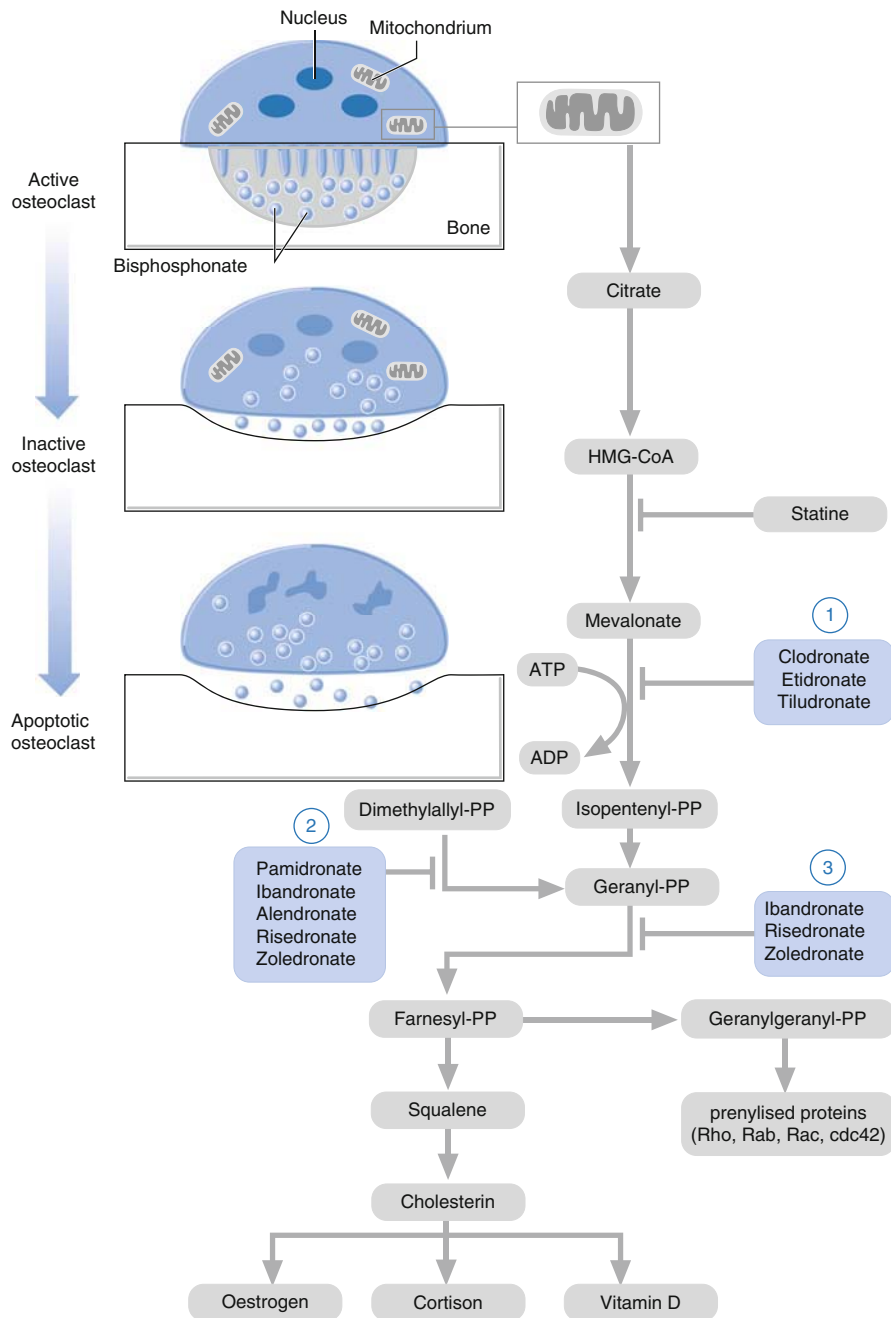 Nucleus
Mitochondrium
Active
osteoclast
Bone
Bisphosphonate
Citrate
Inactive
osteoclast
HMG-CoA
Statine
Mevalonate
1
Clodronate
Etidronate
Tiludronate
ATP
ADP
Apoptotic
osteoclast
Dimethylallyl-PP
Isopentenyl-PP
2
Pamidronate
Ibandronate
Alendronate
Risedronate
Zoledronate
Geranyl-PP
3
Ibandronate
Risedronate
Zoledronate
Farnesyl-PP
Geranylgeranyl-PP
Squalene
prenylised proteins
(Rho, Rab, Rac, cdc42)
Cholesterin
Oestrogen
Cortison
Vitamin D